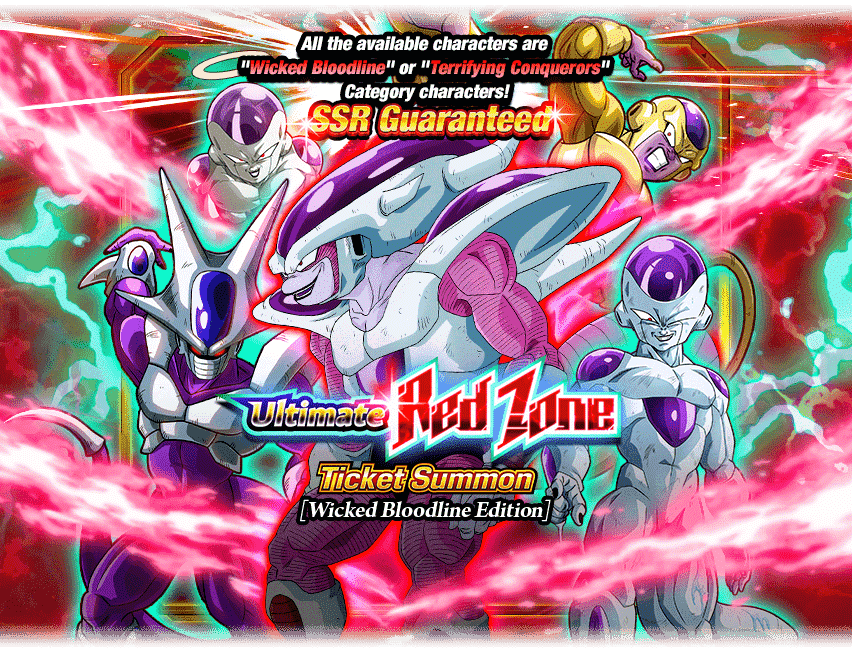 All the available characters are
"Wicked Bloodline" or "Terrifying Conquerors"
Category characters!
SSR Guaranteed
Ultimate Red Zone
Ticket Summon
[Wicked Bloodline Edition]